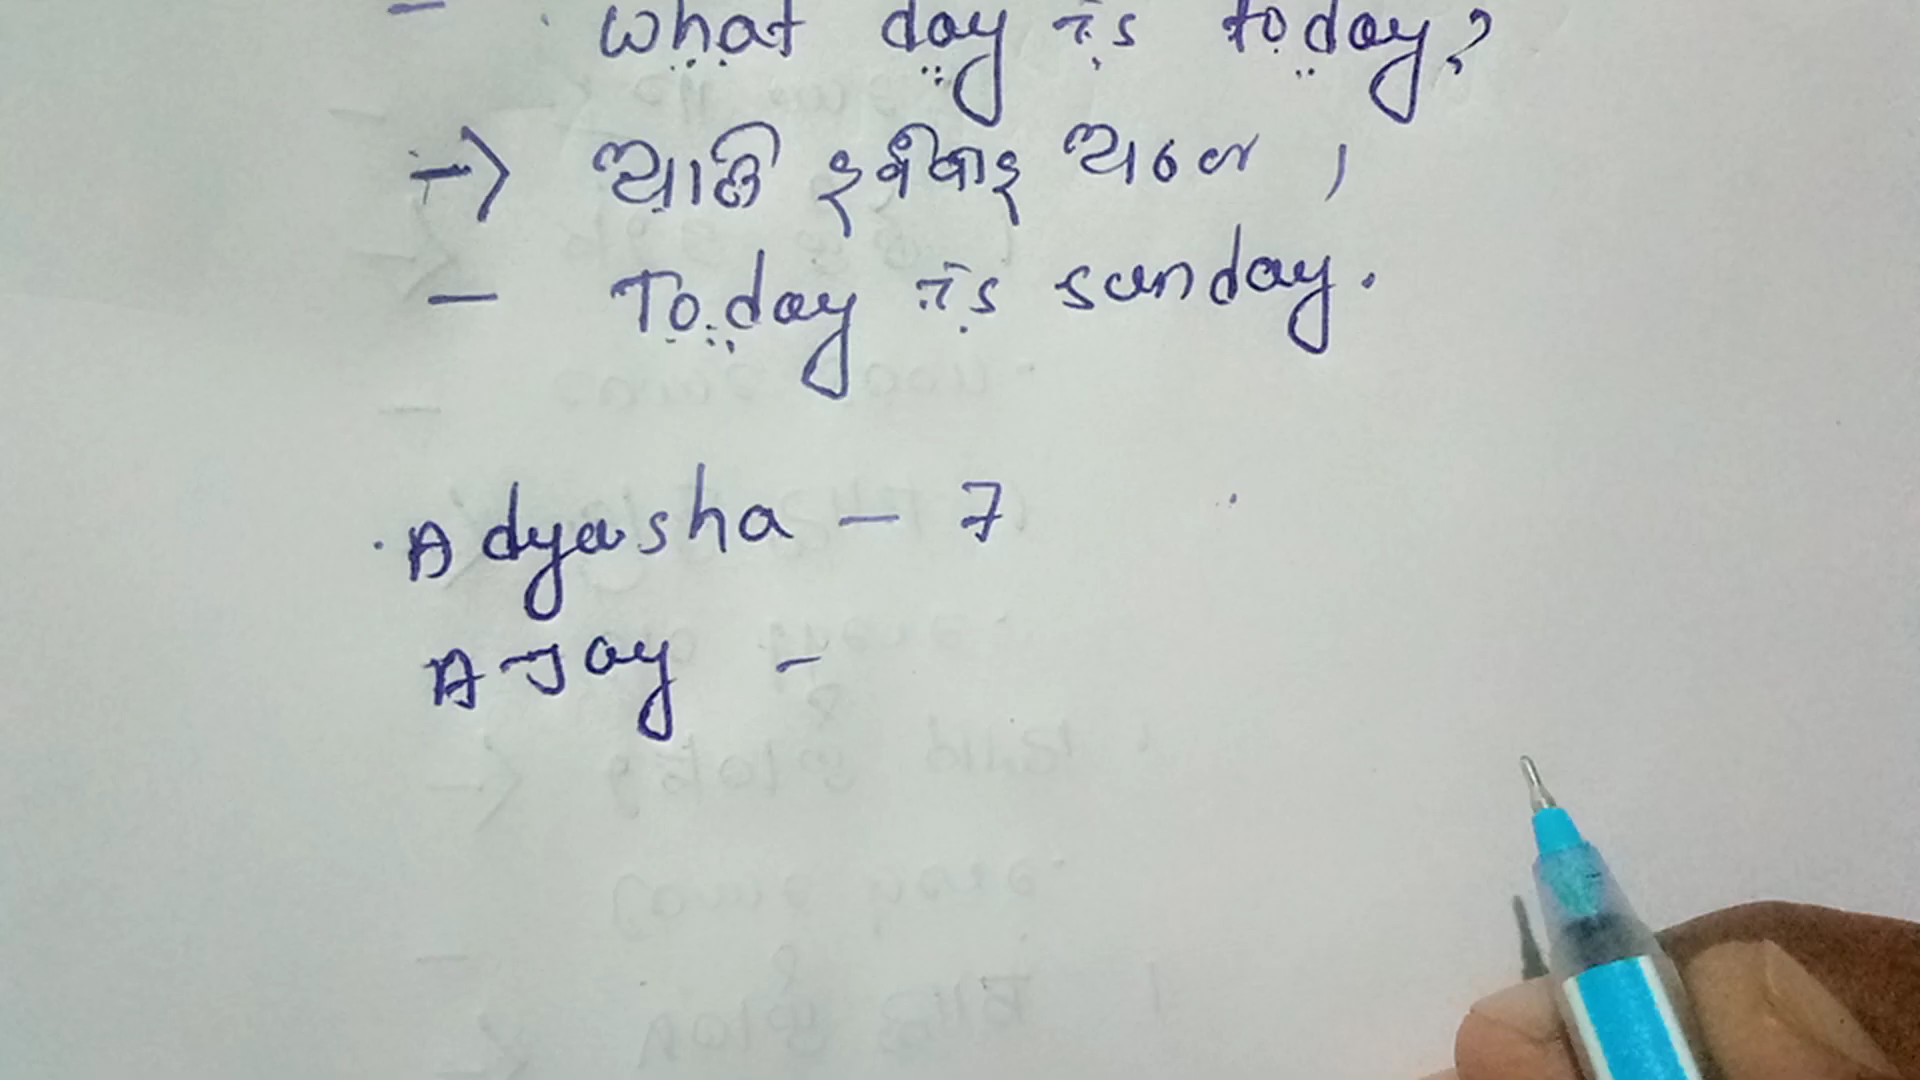 - What day is today?
-> ଆଜି ରବିବାର ଅଟେ ।
- Today is sunday.
Adyasha - 7
AJay -